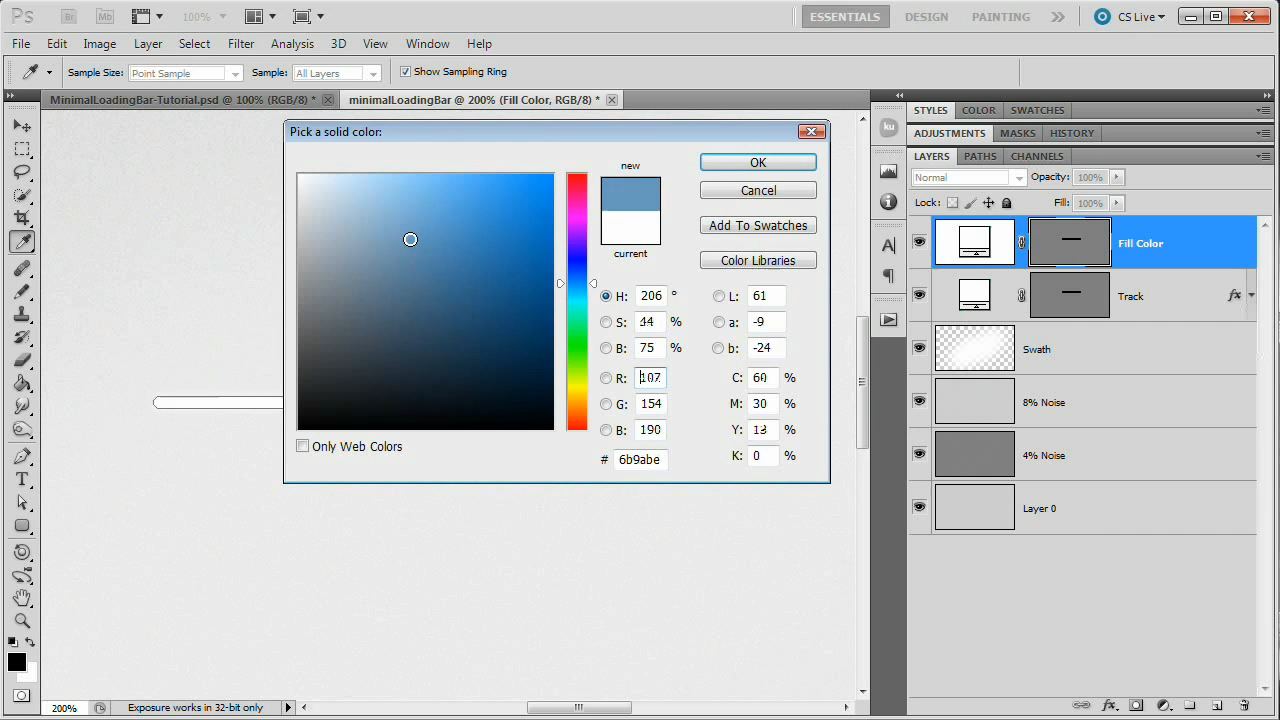 Ps Br Mb 100% ESSENTIALS DESIGN PAINTING CS Live
File Edit Image Layer Select Filter Analysis 3D View Window Help
Sample Size: Point Sample Sample: All Layers Show Sampling Ring
MinimalLoadingBar-Tutorial.psd @ 100% (RGB/8) * minimalLoadingBar @ 200% (Fill Color, RGB/8) *
Pick a solid color:
new
current
OK
Cancel
Add To Swatches
Color Libraries
H: 206 ° L: 61
S: 44 % a: -9
B: 75 % b: -24
R: 107 C: 60 %
G: 154 M: 30 %
B: 190 Y: 13 %
# 6b9abe K: 0 %
Only Web Colors
ku
STYLES COLOR SWATCHES
ADJUSTMENTS MASKS HISTORY
LAYERS PATHS CHANNELS
Normal Opacity: 100%
Lock: Fill: 100%
Fill Color
Track fx
Swath
8% Noise
4% Noise
Layer 0
T
A
200% Exposure works in 32-bit only
fx